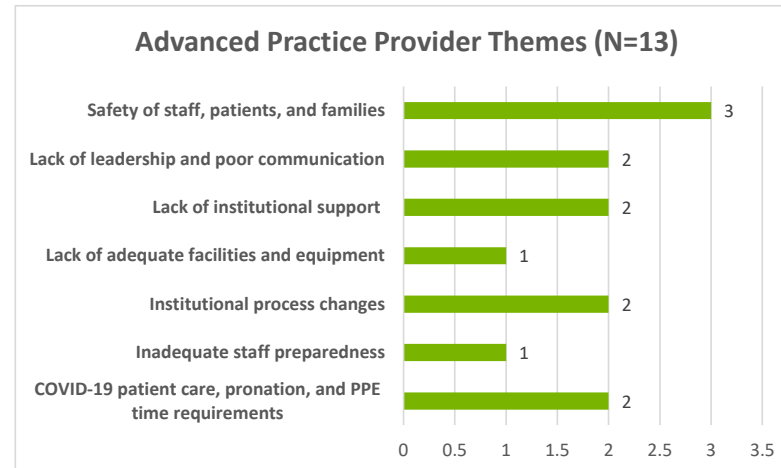 Advanced Practice Provider Themes (N=13)
Safety of staff, patients, and families
3
Lack of leadership and poor communication
2
Lack of institutional support
2
Lack of adequate facilities and equipment
1
Institutional process changes
2
Inadequate staff preparedness
1
COVID-19 patient care, pronation, and PPE
time requirements
2
0 0.5 1 1.5 2 2.5 3 3.5